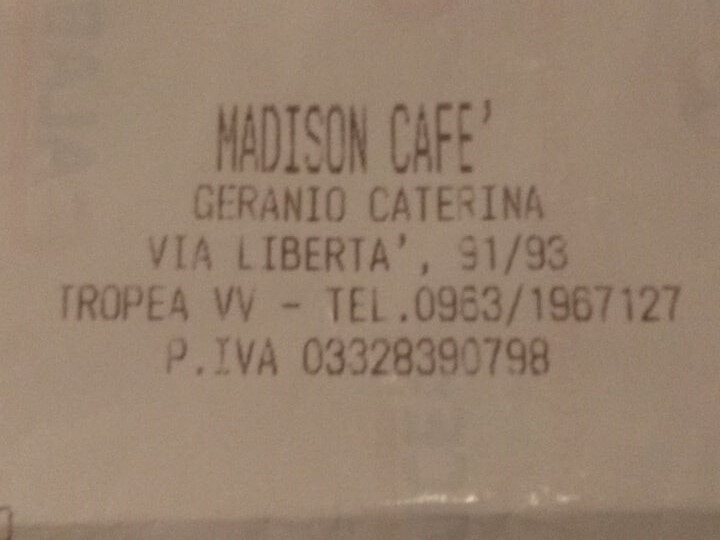 MADISON CAFE'
GERANIO CATERINA
VIA LIBERTA', 91/93
TROPEA VV - TEL.0963/1967127
P.IVA 03328390798